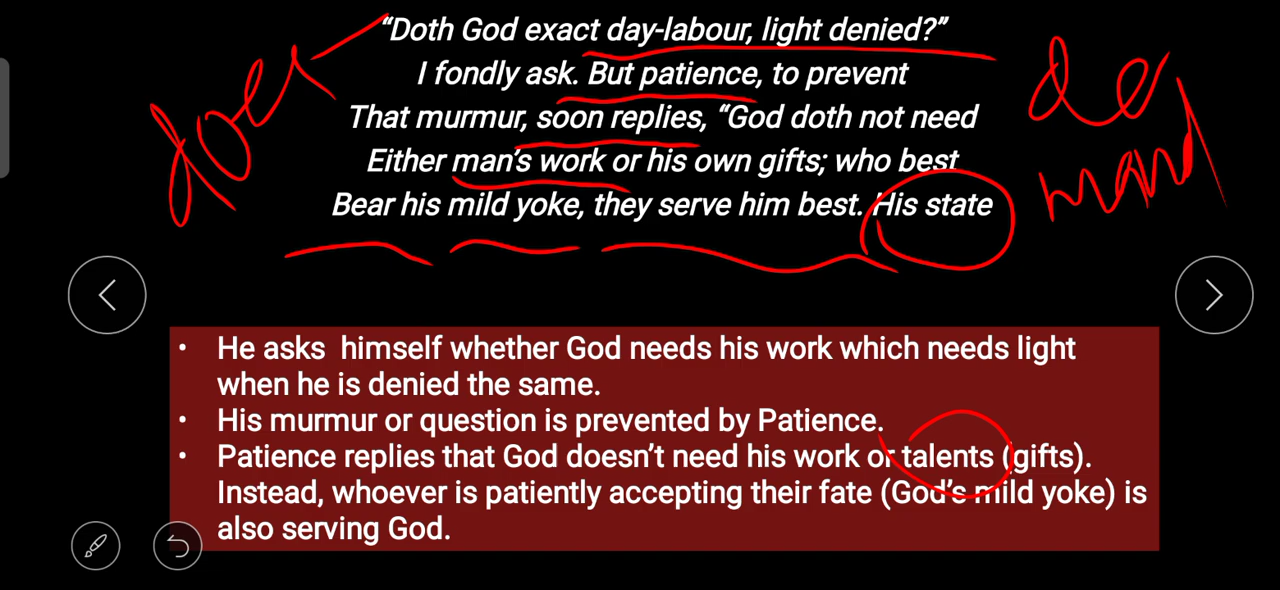 “Doth God exact day-labour, light denied?”
I fondly ask. But patience, to prevent
That murmur, soon replies, “God doth not need
Either man’s work or his own gifts; who best
Bear his mild yoke, they serve him best. His state
does
de
mand
• He asks  himself whether God needs his work which needs light
when he is denied the same.
• His murmur or question is prevented by Patience.
• Patience replies that God doesn’t need his work or talents (gifts).
Instead, whoever is patiently accepting their fate (God’s mild yoke) is
also serving God.